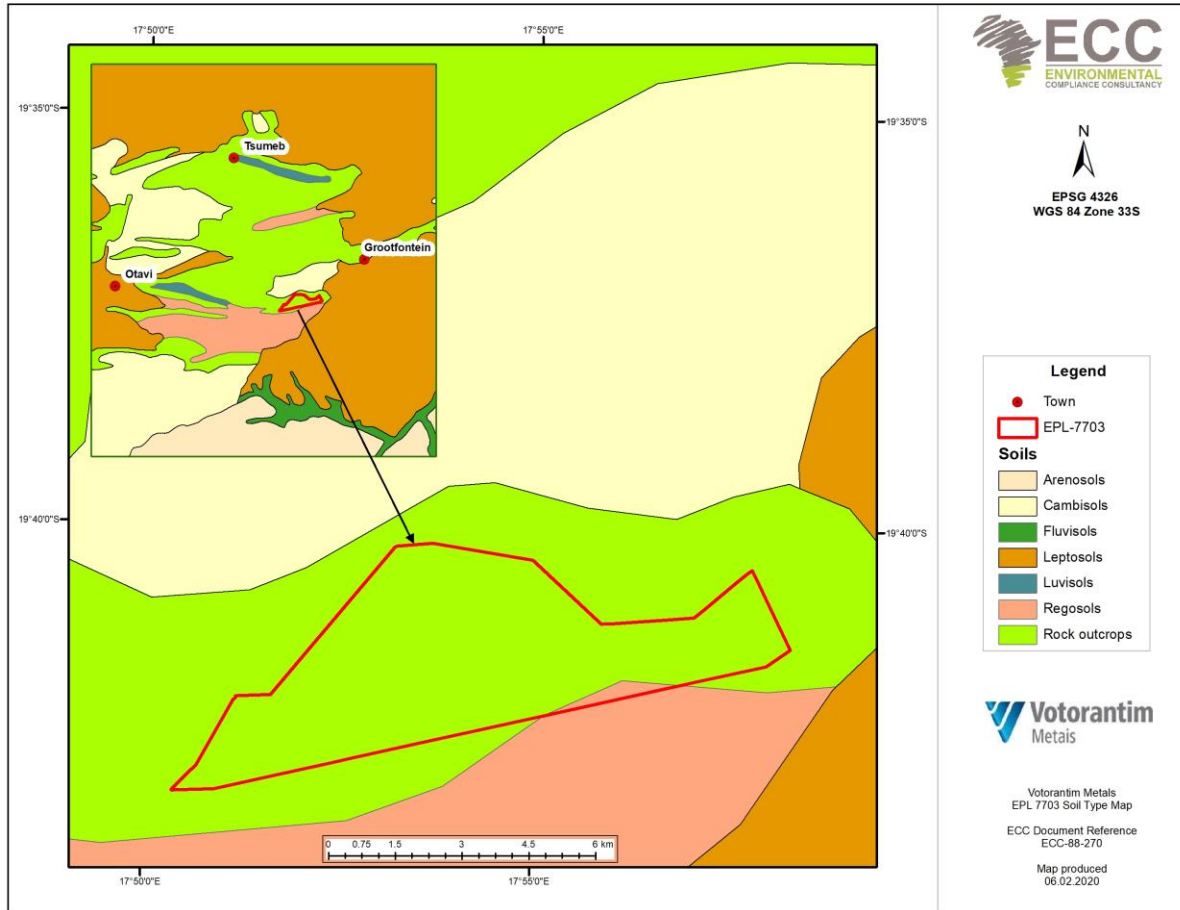 17°50'0"E
17°55'0"E
19°35'0"S
19°35'0"S
Tsumeb
Grootfontein
Otavi
19°40'0"S
19°40'0"S
0 0.75 1.5 3 4.5 6 km
17°50'0"E
17°55'0"E
ECC
ENVIRONMENTAL
COMPLIANCE CONSULTANCY
N
EPSG 4326
WGS 84 Zone 33S
Legend
Town
EPL-7703
Soils
Arenosols
Cambisols
Fluvisols
Leptosols
Luvisols
Regosols
Rock outcrops
Votorantim
Metais
Votorantim Metals
EPL 7703 Soil Type Map
ECC Document Reference
ECC-88-270
Map produced
06.02.2020